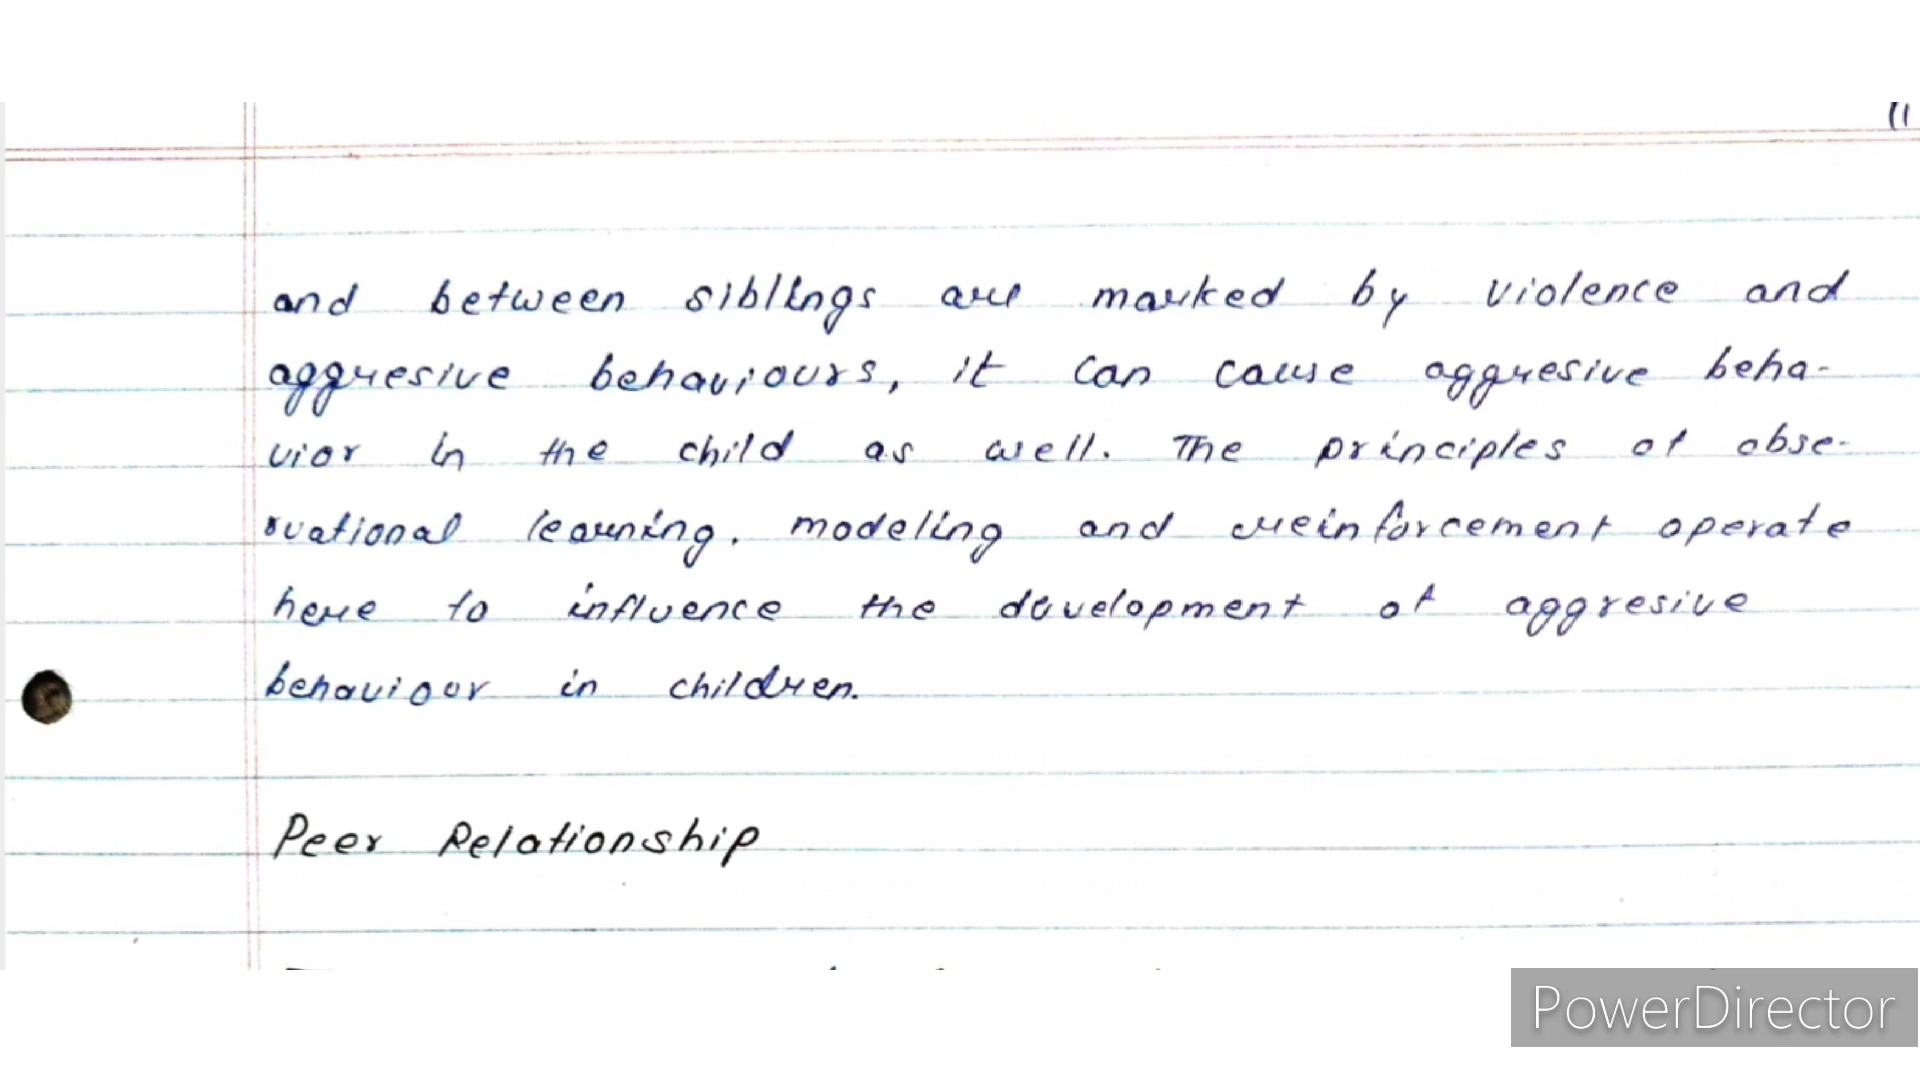 11
and between siblings are marked by violence and
aggresive behaviours, it can cause aggresive beha-
vior in the child as well. The principles of obse-
rvational learning, modeling and reinforcement operate
here to influence the development of aggresive
behaviour in children.
Peer Relationship
PowerDirector